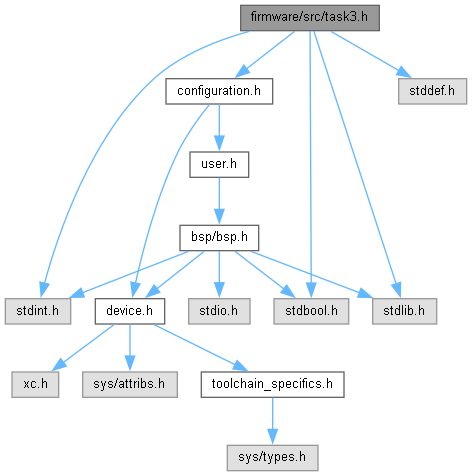 firmware/src/task3.h
configuration.h
stddef.h
user.h
bsp/bsp.h
stdint.h
device.h
stdio.h
stdbool.h
stdlib.h
xc.h
sys/attribs.h
toolchain_specifics.h
sys/types.h